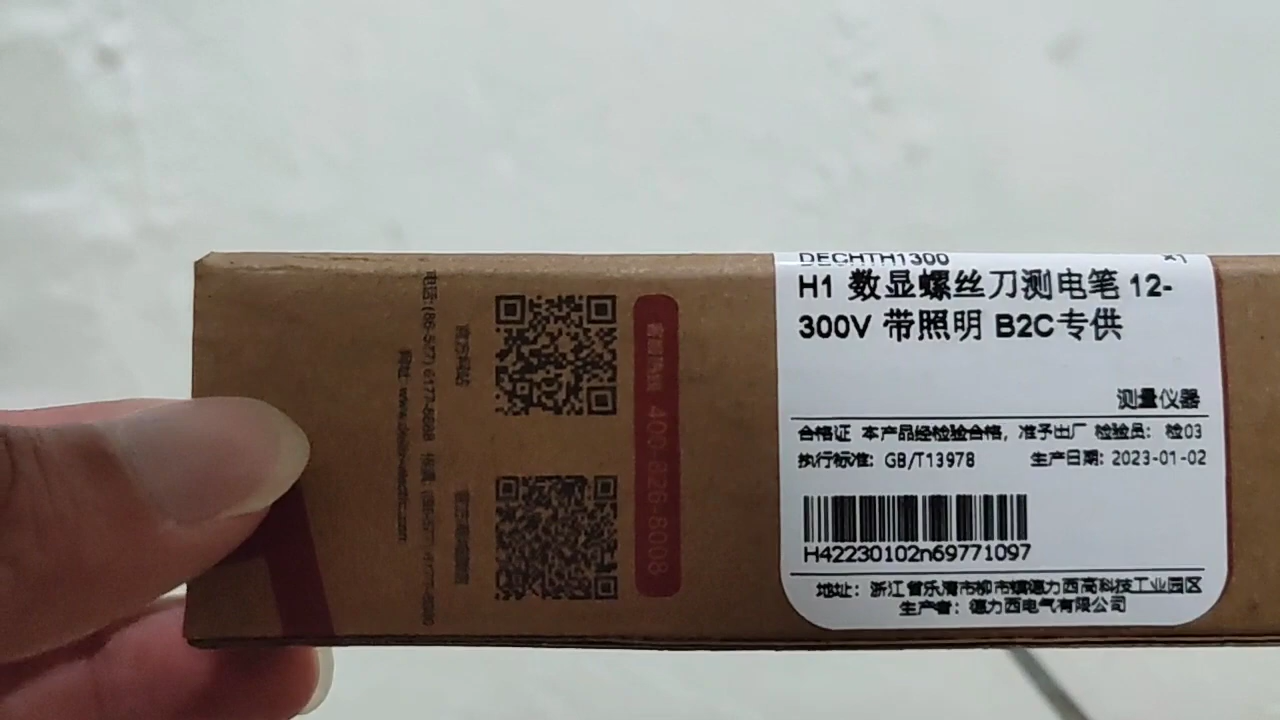 DECHTH1300 ×1
H1 数显螺丝刀测电笔 12-
300V 带照明 B2C专供
测量仪器
合格证 本产品经检验合格，准予出厂 检验员：检03
执行标准：GB/T13978 生产日期：2023-01-02
H42230102n69771097
地址：浙江省乐清市柳市镇德力西高科技工业园区
生产者：德力西电气有限公司
400-826-8008